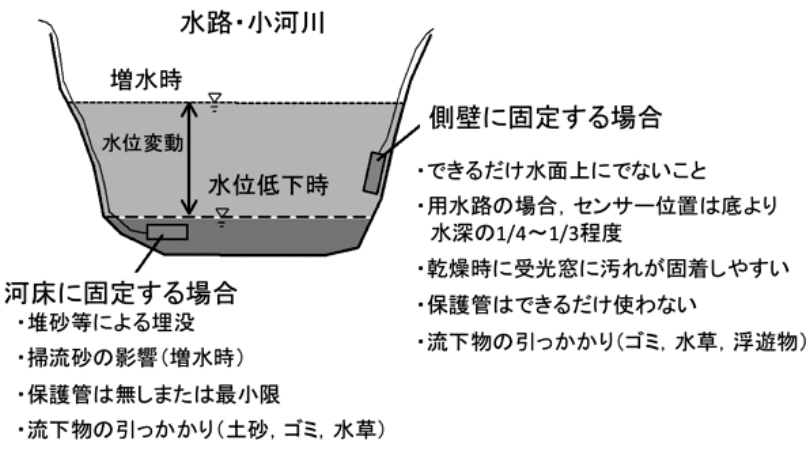 水路・小河川
増水時
水位変動
水位低下時
側壁に固定する場合
・できるだけ水面上にでないこと
・用水路の場合，センサー位置は底より
水深の1/4～1/3程度
・乾燥時に受光窓に汚れが固着しやすい
・保護管はできるだけ使わない
・流下物の引っかかり（ゴミ，水草，浮遊物）
河床に固定する場合
・堆砂等による埋没
・掃流砂の影響（増水時）
・保護管は無しまたは最小限
・流下物の引っかかり（土砂，ゴミ，水草）